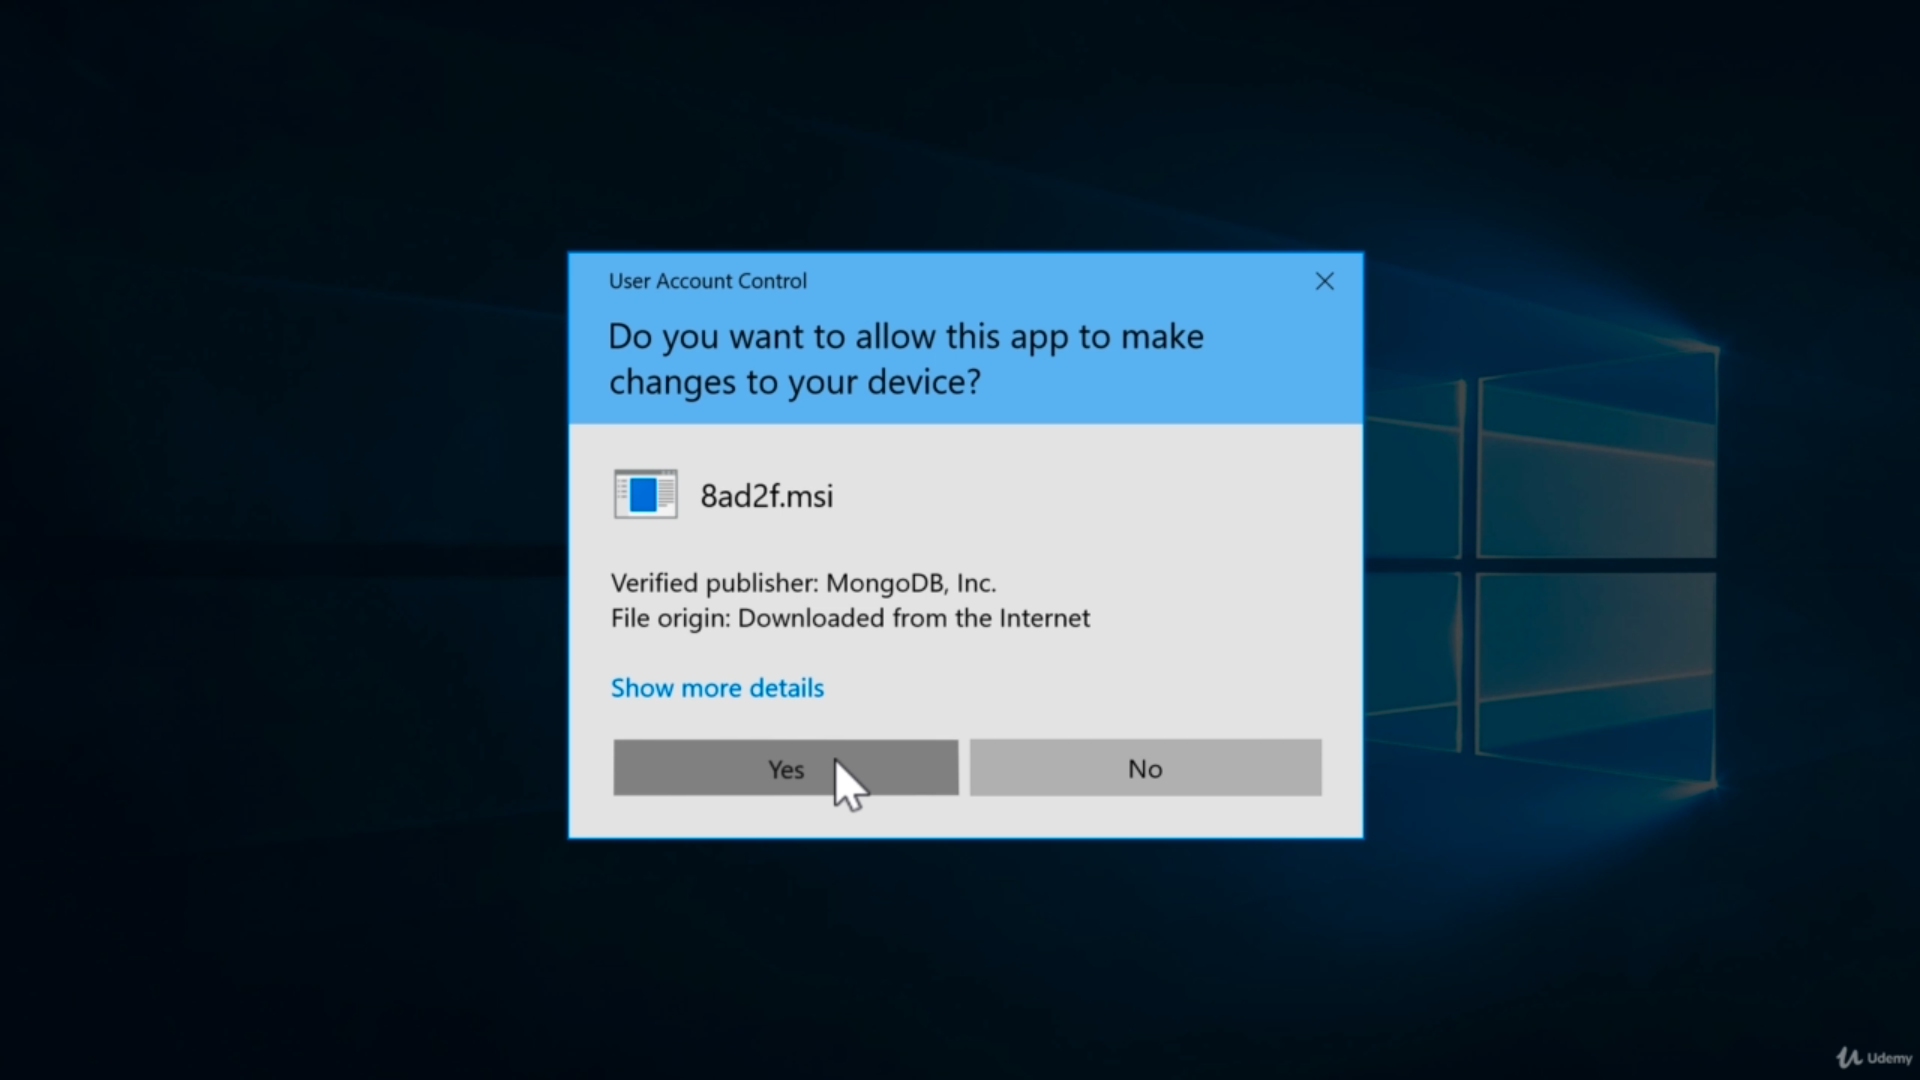 User Account Control
Do you want to allow this app to make
changes to your device?
8ad2f.msi
Verified publisher: MongoDB, Inc.
File origin: Downloaded from the Internet
Show more details
Yes
No
Udemy